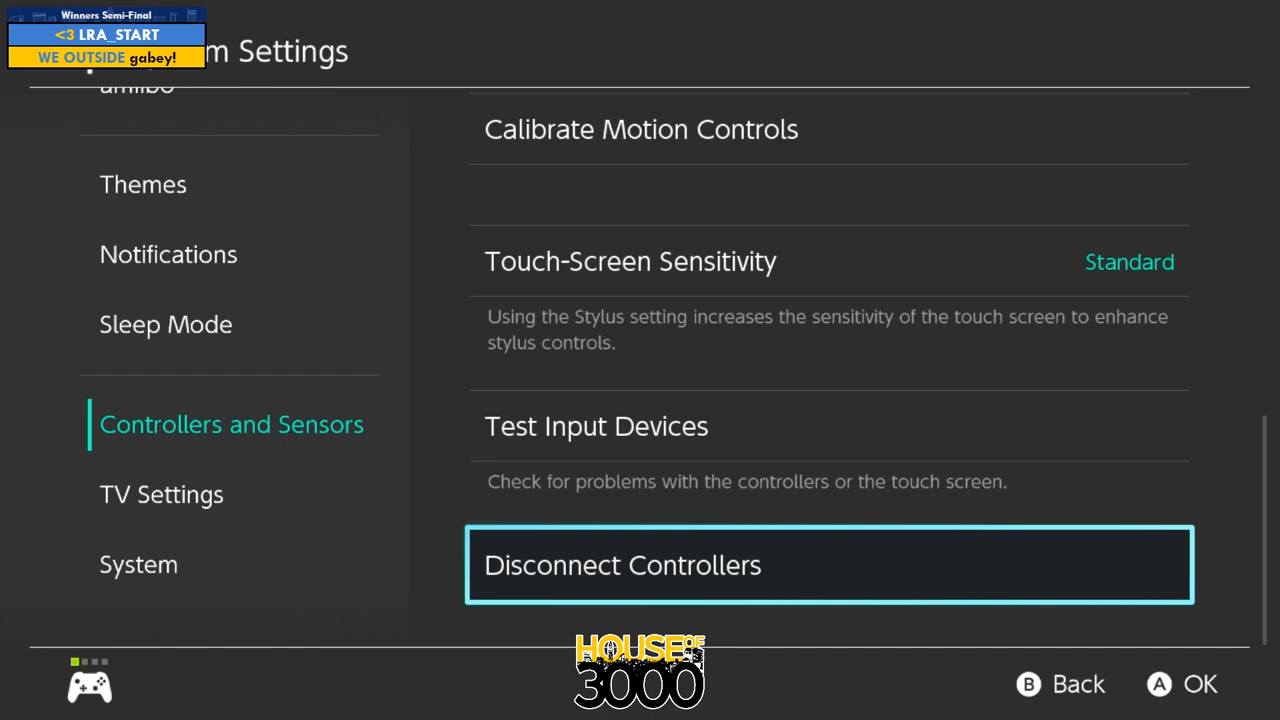 Winners Semi-Final
<3 LRA_START
WE OUTSIDE gabey!
m Settings
amiibo
Themes
Notifications
Sleep Mode
Controllers and Sensors
TV Settings
System
Calibrate Motion Controls
Touch-Screen Sensitivity Standard
Using the Stylus setting increases the sensitivity of the touch screen to enhance
stylus controls.
Test Input Devices
Check for problems with the controllers or the touch screen.
Disconnect Controllers
HOUSE OF
3000
B Back A OK